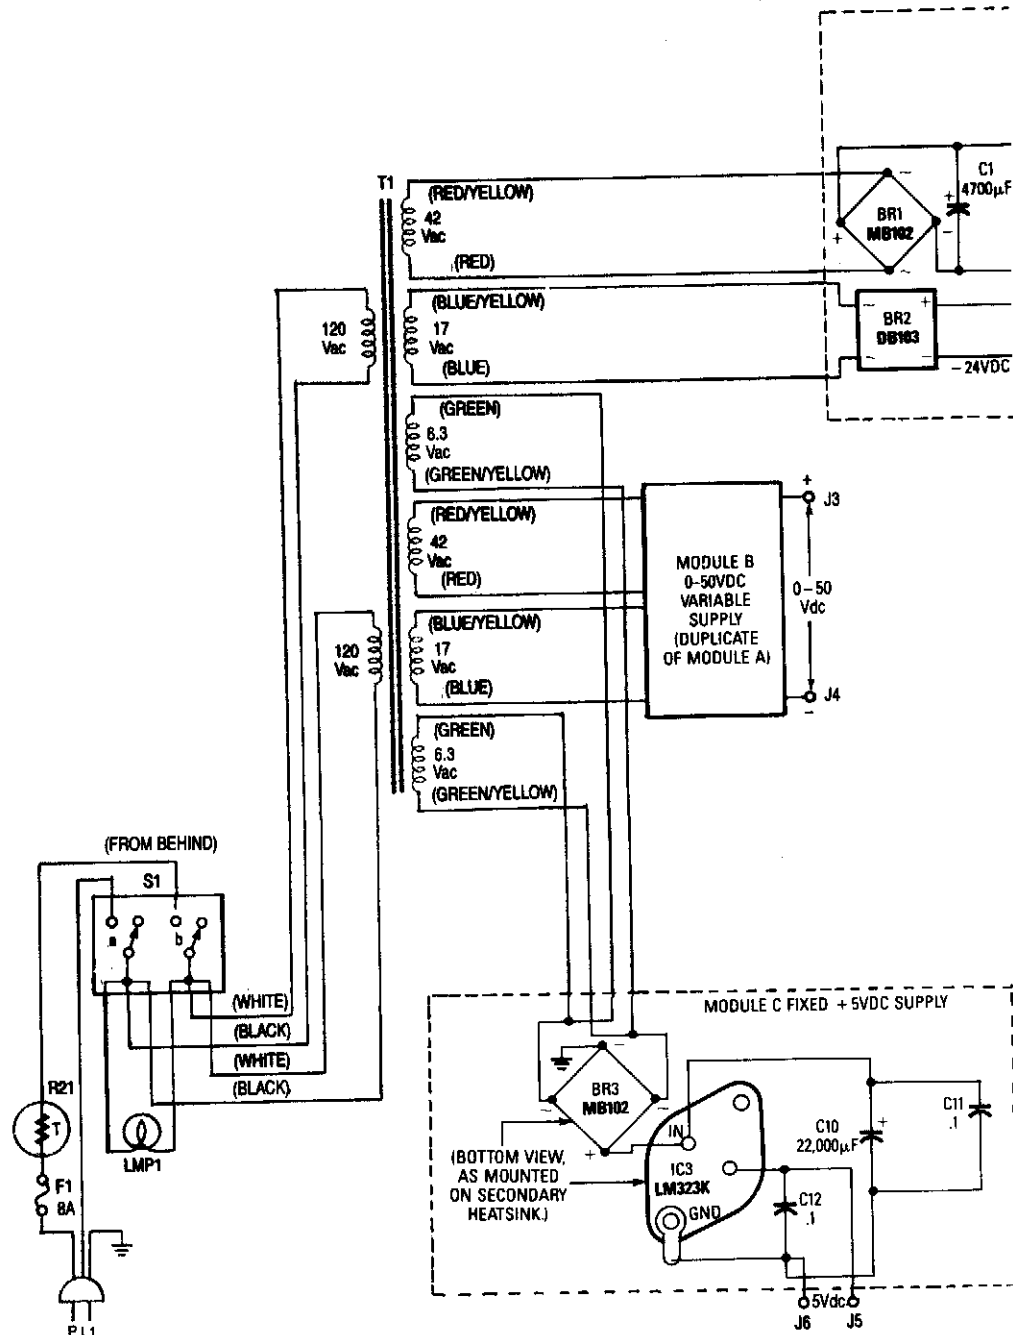 T1
(RED/YELLOW)
42
Vac
(RED)
C1
4700µF
+
BR1
MB102
~
~
+
−
120
Vac
(BLUE/YELLOW)
17
Vac
(BLUE)
BR2
DB103
~
+
~
−
−24VDC
(GREEN)
6.3
Vac
(GREEN/YELLOW)
(RED/YELLOW)
42
Vac
(RED)
MODULE B
0-50VDC
VARIABLE
SUPPLY
(DUPLICATE
OF MODULE A)
+
J3
0-50
Vdc
J4
−
120
Vac
(BLUE/YELLOW)
17
Vac
(BLUE)
(GREEN)
6.3
Vac
(GREEN/YELLOW)
(FROM BEHIND)
S1
a
b
(WHITE)
(BLACK)
(WHITE)
(BLACK)
R21
T
LMP1
F1
8A
PL1
MODULE C FIXED +5VDC SUPPLY
−
BR3
MB102
~
~
+
IN
(BOTTOM VIEW,
AS MOUNTED
ON SECONDARY
HEATSINK.)
IC3
LM323K
GND
C10
22,000µF
+
C11
.1
C12
.1
5Vdc
J6
J5